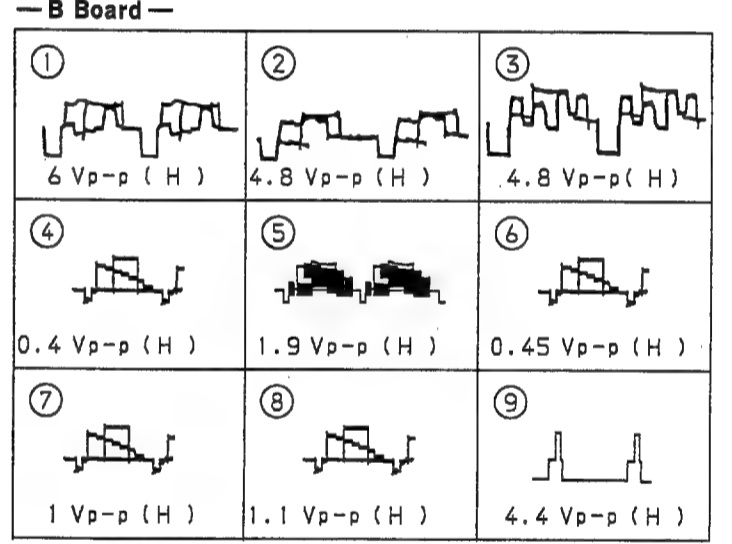 — B Board —
① ② ③
6 Vp-p ( H ) 4.8 Vp-p ( H ) 4.8 Vp-p( H )
④ ⑤ ⑥
0.4 Vp-p ( H ) 1.9 Vp-p ( H ) 0.45 Vp-p ( H )
⑦ ⑧ ⑨
1 Vp-p ( H ) 1.1 Vp-p ( H ) 4.4 Vp-p ( H )